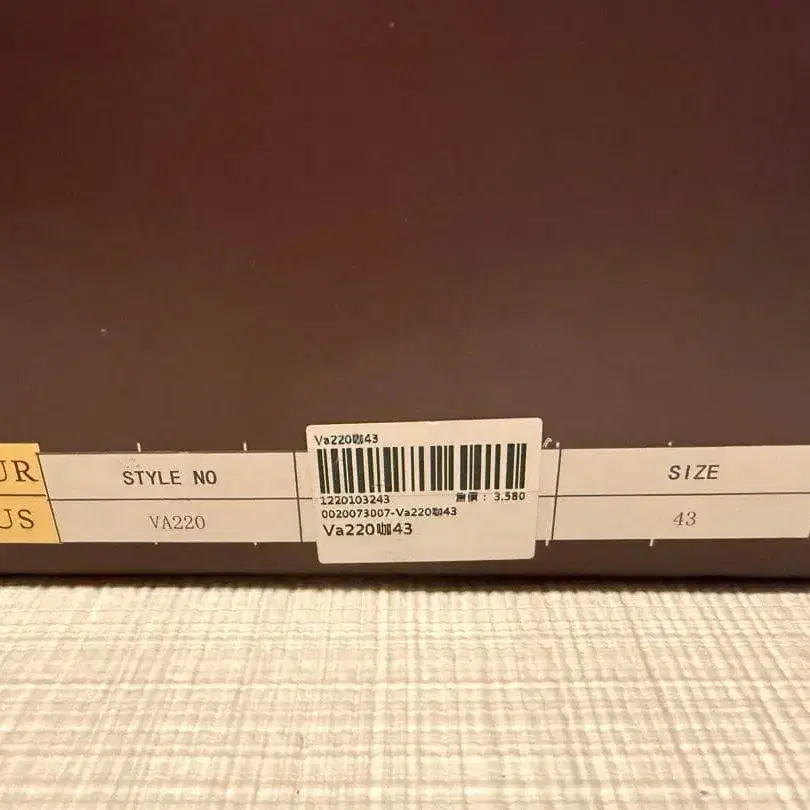 UR
US
STYLE NO
VA220
Va220咖43
1220103243
售價：3,580
0020073007-Va220咖43
Va220咖43
SIZE
43